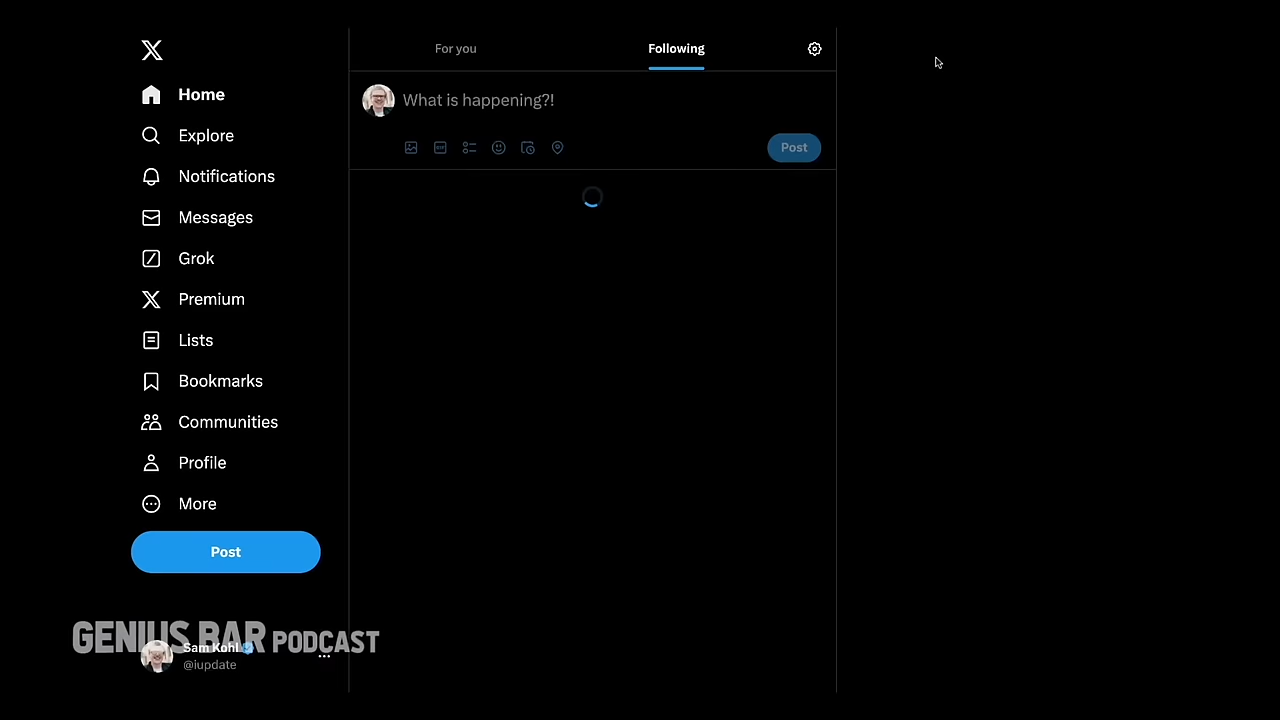 For you
Following
Home
What is happening?!
Explore
Post
Notifications
Messages
Grok
Premium
Lists
Bookmarks
Communities
Profile
More
Post
GENIUS BAR PODCAST
Sam Kohl
@iupdate